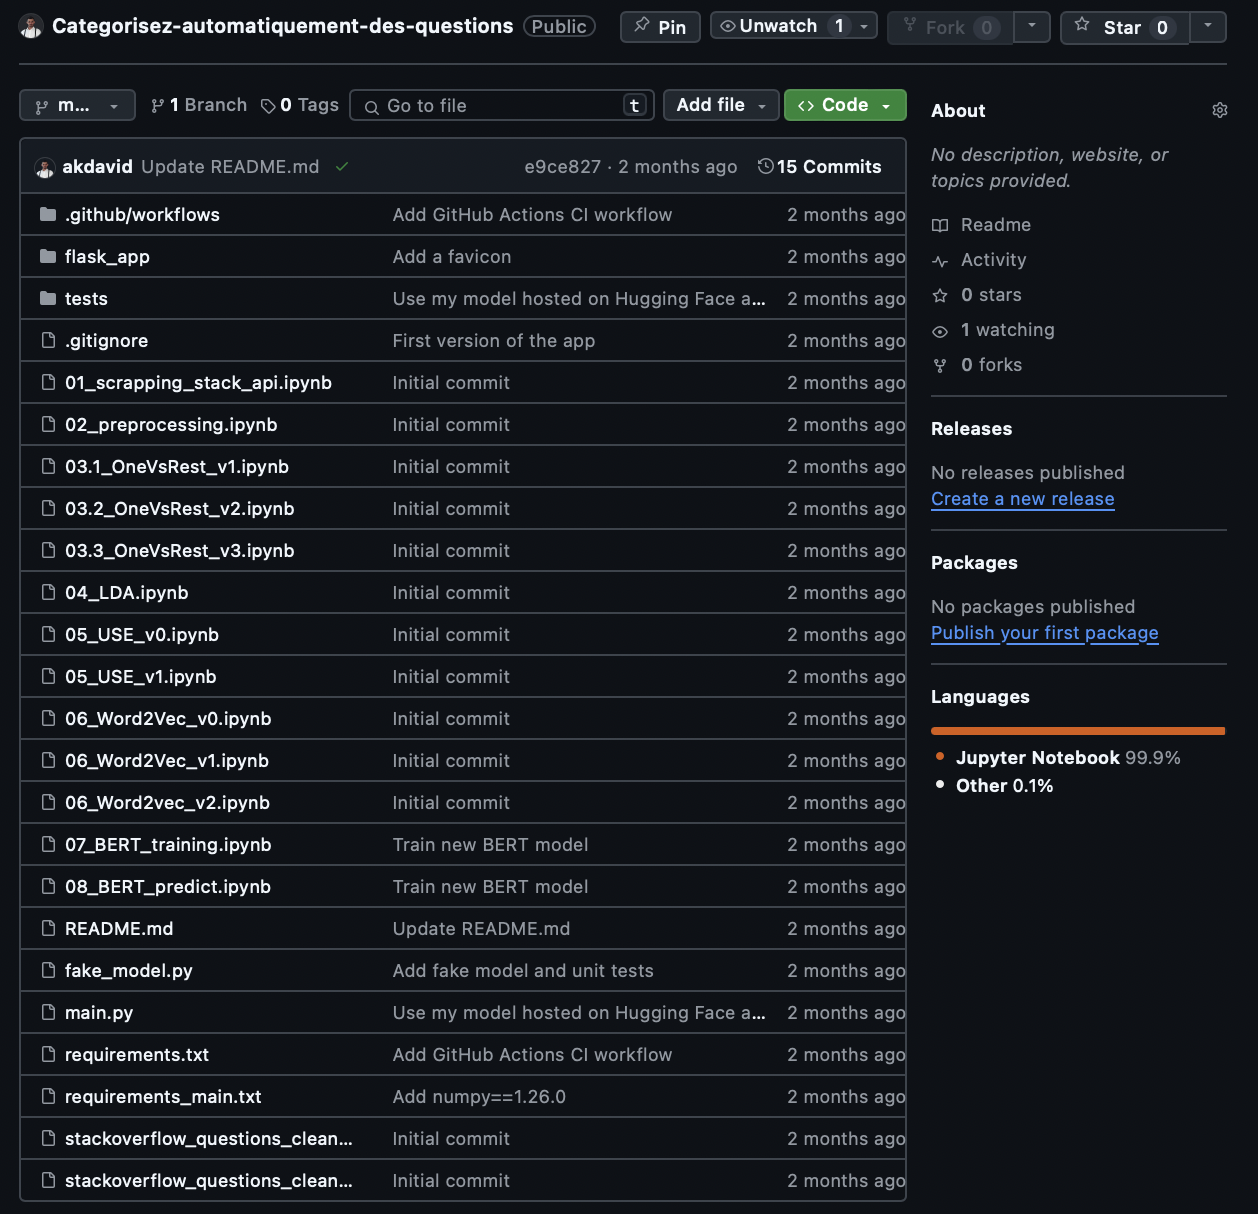 Categorisez-automatiquement-des-questions Public Pin Unwatch 1 Fork 0 Star 0
m... 1 Branch 0 Tags Go to file t Add file Code
akdavid Update README.md e9ce827 · 2 months ago 15 Commits
.github/workflows Add GitHub Actions CI workflow 2 months ago
flask_app Add a favicon 2 months ago
tests Use my model hosted on Hugging Face a... 2 months ago
.gitignore First version of the app 2 months ago
01_scrapping_stack_api.ipynb Initial commit 2 months ago
02_preprocessing.ipynb Initial commit 2 months ago
03.1_OneVsRest_v1.ipynb Initial commit 2 months ago
03.2_OneVsRest_v2.ipynb Initial commit 2 months ago
03.3_OneVsRest_v3.ipynb Initial commit 2 months ago
04_LDA.ipynb Initial commit 2 months ago
05_USE_v0.ipynb Initial commit 2 months ago
05_USE_v1.ipynb Initial commit 2 months ago
06_Word2Vec_v0.ipynb Initial commit 2 months ago
06_Word2Vec_v1.ipynb Initial commit 2 months ago
06_Word2vec_v2.ipynb Initial commit 2 months ago
07_BERT_training.ipynb Train new BERT model 2 months ago
08_BERT_predict.ipynb Train new BERT model 2 months ago
README.md Update README.md 2 months ago
fake_model.py Add fake model and unit tests 2 months ago
main.py Use my model hosted on Hugging Face a... 2 months ago
requirements.txt Add GitHub Actions CI workflow 2 months ago
requirements_main.txt Add numpy==1.26.0 2 months ago
stackoverflow_questions_clean... Initial commit 2 months ago
stackoverflow_questions_clean... Initial commit 2 months ago
About
No description, website, or
topics provided.
Readme
Activity
0 stars
1 watching
0 forks
Releases
No releases published
Create a new release
Packages
No packages published
Publish your first package
Languages
Jupyter Notebook 99.9%
Other 0.1%